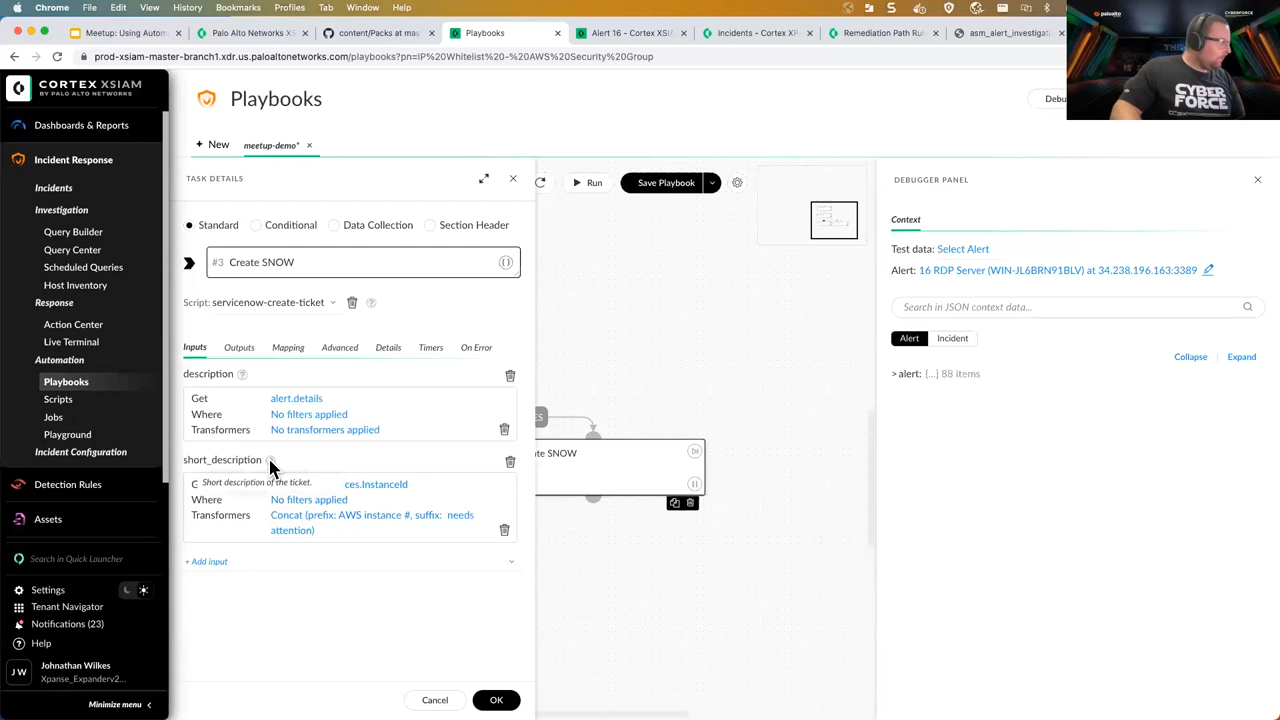 Chrome File Edit View History Bookmarks Profiles Tab Window Help
Meetup: Using Autom
Palo Alto Networks XS
content/Packs at mas
Playbooks
Alert 16 - Cortex XSI
Incidents - Cortex XP
Remediation Path Rul
asm_alert_investigat
prod-xsiam-master-branch1.xdr.us.paloaltonetworks.com/playbooks?pn=IP%20Whitelist%20-%20AWS%20Security%20Group
paloalto
CYBERFORCE
CYBER
FORCE
CORTEX XSIAM
BY PALO ALTO NETWORKS
Dashboards & Reports
Incident Response
Incidents
Investigation
Query Builder
Query Center
Scheduled Queries
Host Inventory
Response
Action Center
Live Terminal
Automation
Playbooks
Scripts
Jobs
Playground
Incident Configuration
Detection Rules
Assets
Search in Quick Launcher
Settings
Tenant Navigator
Notifications (23)
Help
JW
Johnathan Wilkes
Xpanse_Expanderv2...
Minimize menu
Playbooks
Debu
+ New
meetup-demo*
TASK DETAILS
Standard
Conditional
Data Collection
Section Header
#3 Create SNOW
Script: servicenow-create-ticket
Inputs
Outputs
Mapping
Advanced
Details
Timers
On Error
description
Get alert.details
Where No filters applied
Transformers No transformers applied
short_description
Short description of the ticket.
ces.InstanceId
Where No filters applied
Transformers Concat (prefix: AWS instance #, suffix: needs
attention)
+ Add input
Cancel
OK
Run
Save Playbook
ES
te SNOW
DEBUGGER PANEL
Context
Test data: Select Alert
Alert: 16 RDP Server (WIN-JL6BRN91BLV) at 34.238.196.163:3389
Search in JSON context data...
Alert
Incident
Collapse
Expand
>alert: {...} 88 items